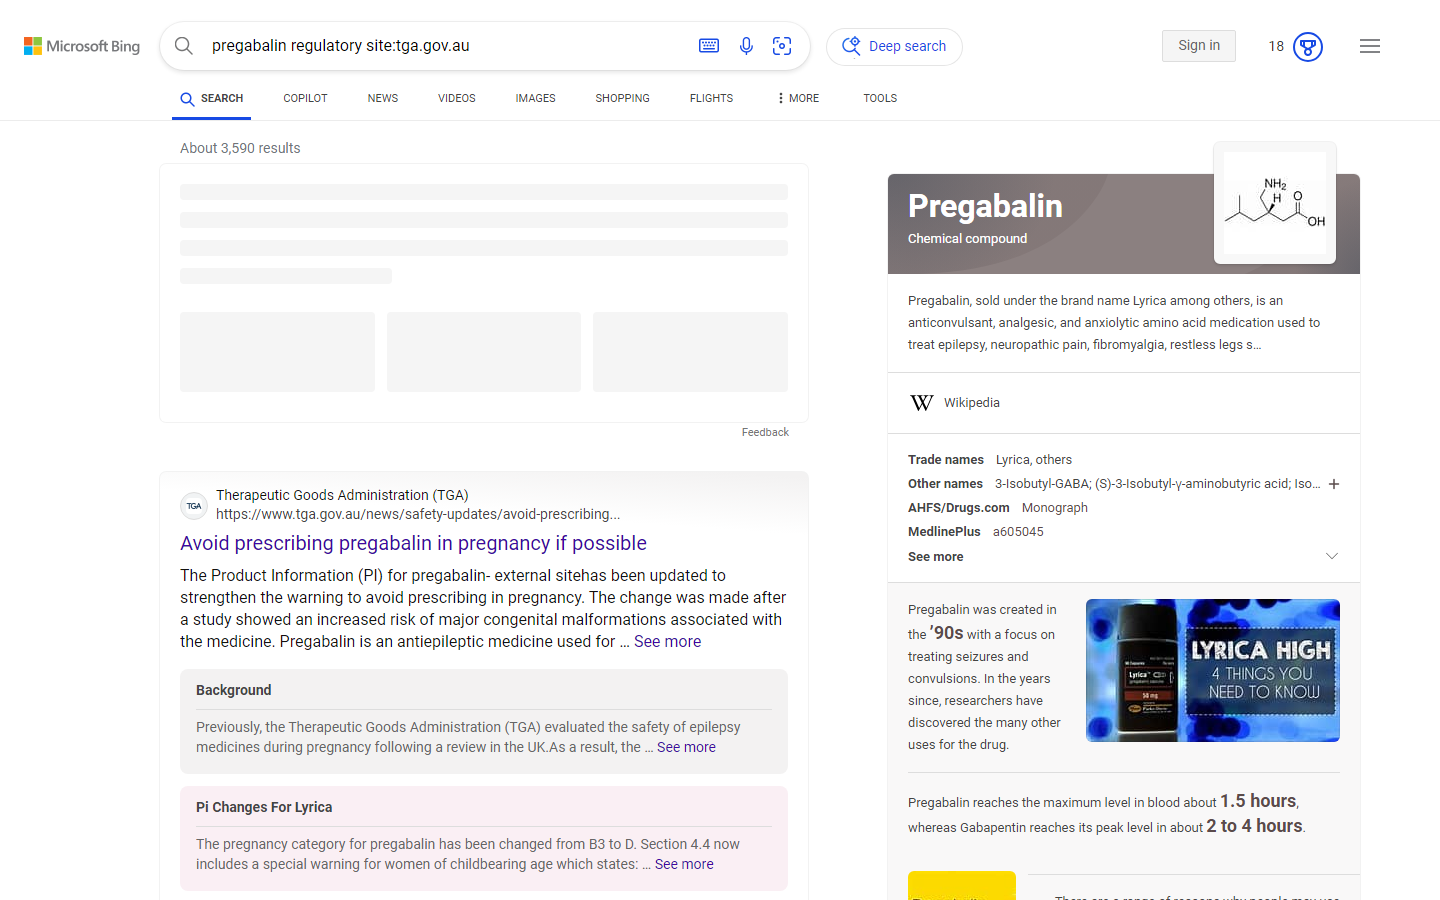 Microsoft Bing
pregabalin regulatory site:tga.gov.au
Deep search
Sign in
18
SEARCH
COPILOT
NEWS
VIDEOS
IMAGES
SHOPPING
FLIGHTS
MORE
TOOLS
About 3,590 results
Feedback
TGA
Therapeutic Goods Administration (TGA)
https://www.tga.gov.au/news/safety-updates/avoid-prescribing...
Avoid prescribing pregabalin in pregnancy if possible
The Product Information (PI) for pregabalin- external sitehas been updated to
strengthen the warning to avoid prescribing in pregnancy. The change was made after
a study showed an increased risk of major congenital malformations associated with
the medicine. Pregabalin is an antiepileptic medicine used for ... See more
Background
Previously, the Therapeutic Goods Administration (TGA) evaluated the safety of epilepsy
medicines during pregnancy following a review in the UK.As a result, the ... See more
Pi Changes For Lyrica
The pregnancy category for pregabalin has been changed from B3 to D. Section 4.4 now
includes a special warning for women of childbearing age which states: ... See more
Pregabalin
Chemical compound
NH2
H
O
OH
Pregabalin, sold under the brand name Lyrica among others, is an
anticonvulsant, analgesic, and anxiolytic amino acid medication used to
treat epilepsy, neuropathic pain, fibromyalgia, restless legs s…
W Wikipedia
Trade names Lyrica, others
Other names 3-Isobutyl-GABA; (S)-3-Isobutyl-γ-aminobutyric acid; Iso…
AHFS/Drugs.com Monograph
MedlinePlus a605045
See more
Pregabalin was created in
the '90s with a focus on
treating seizures and
convulsions. In the years
since, researchers have
discovered the many other
uses for the drug.
Lyrica
50 mg
LYRICA HIGH
4 THINGS YOU
NEED TO KNOW
Pregabalin reaches the maximum level in blood about 1.5 hours,
whereas Gabapentin reaches its peak level in about 2 to 4 hours.